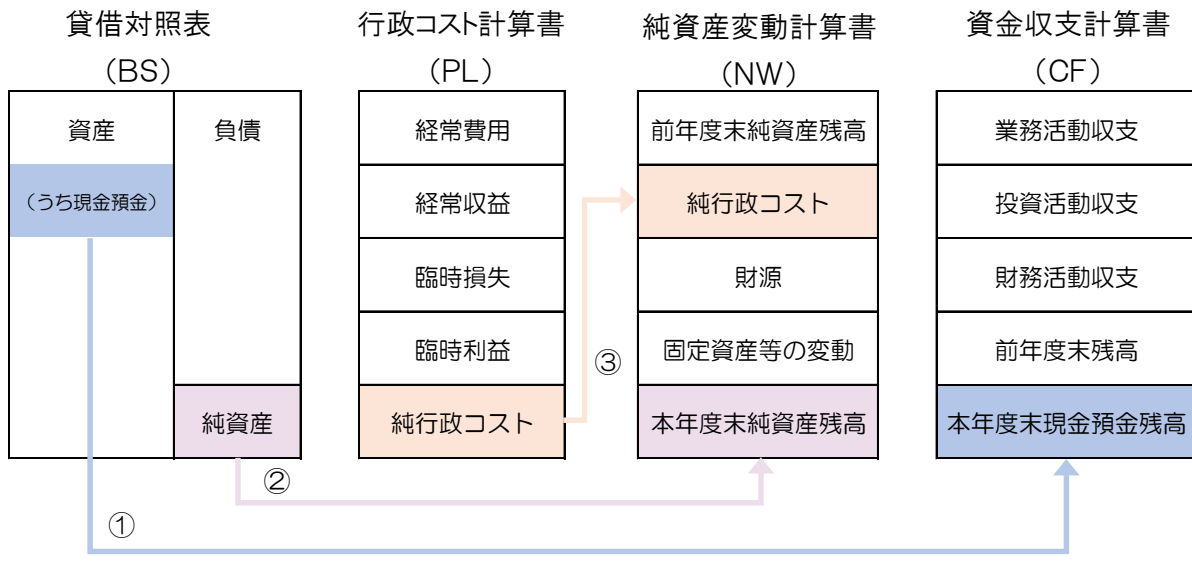 貸借対照表
（BS）
資産
負債
（うち現金預金）
純資産
行政コスト計算書
（PL）
経常費用
経常収益
臨時損失
臨時利益
純行政コスト
純資産変動計算書
（NW）
前年度末純資産残高
純行政コスト
財源
固定資産等の変動
本年度末純資産残高
資金収支計算書
（CF）
業務活動収支
投資活動収支
財務活動収支
前年度末残高
本年度末現金預金残高
③
②
①